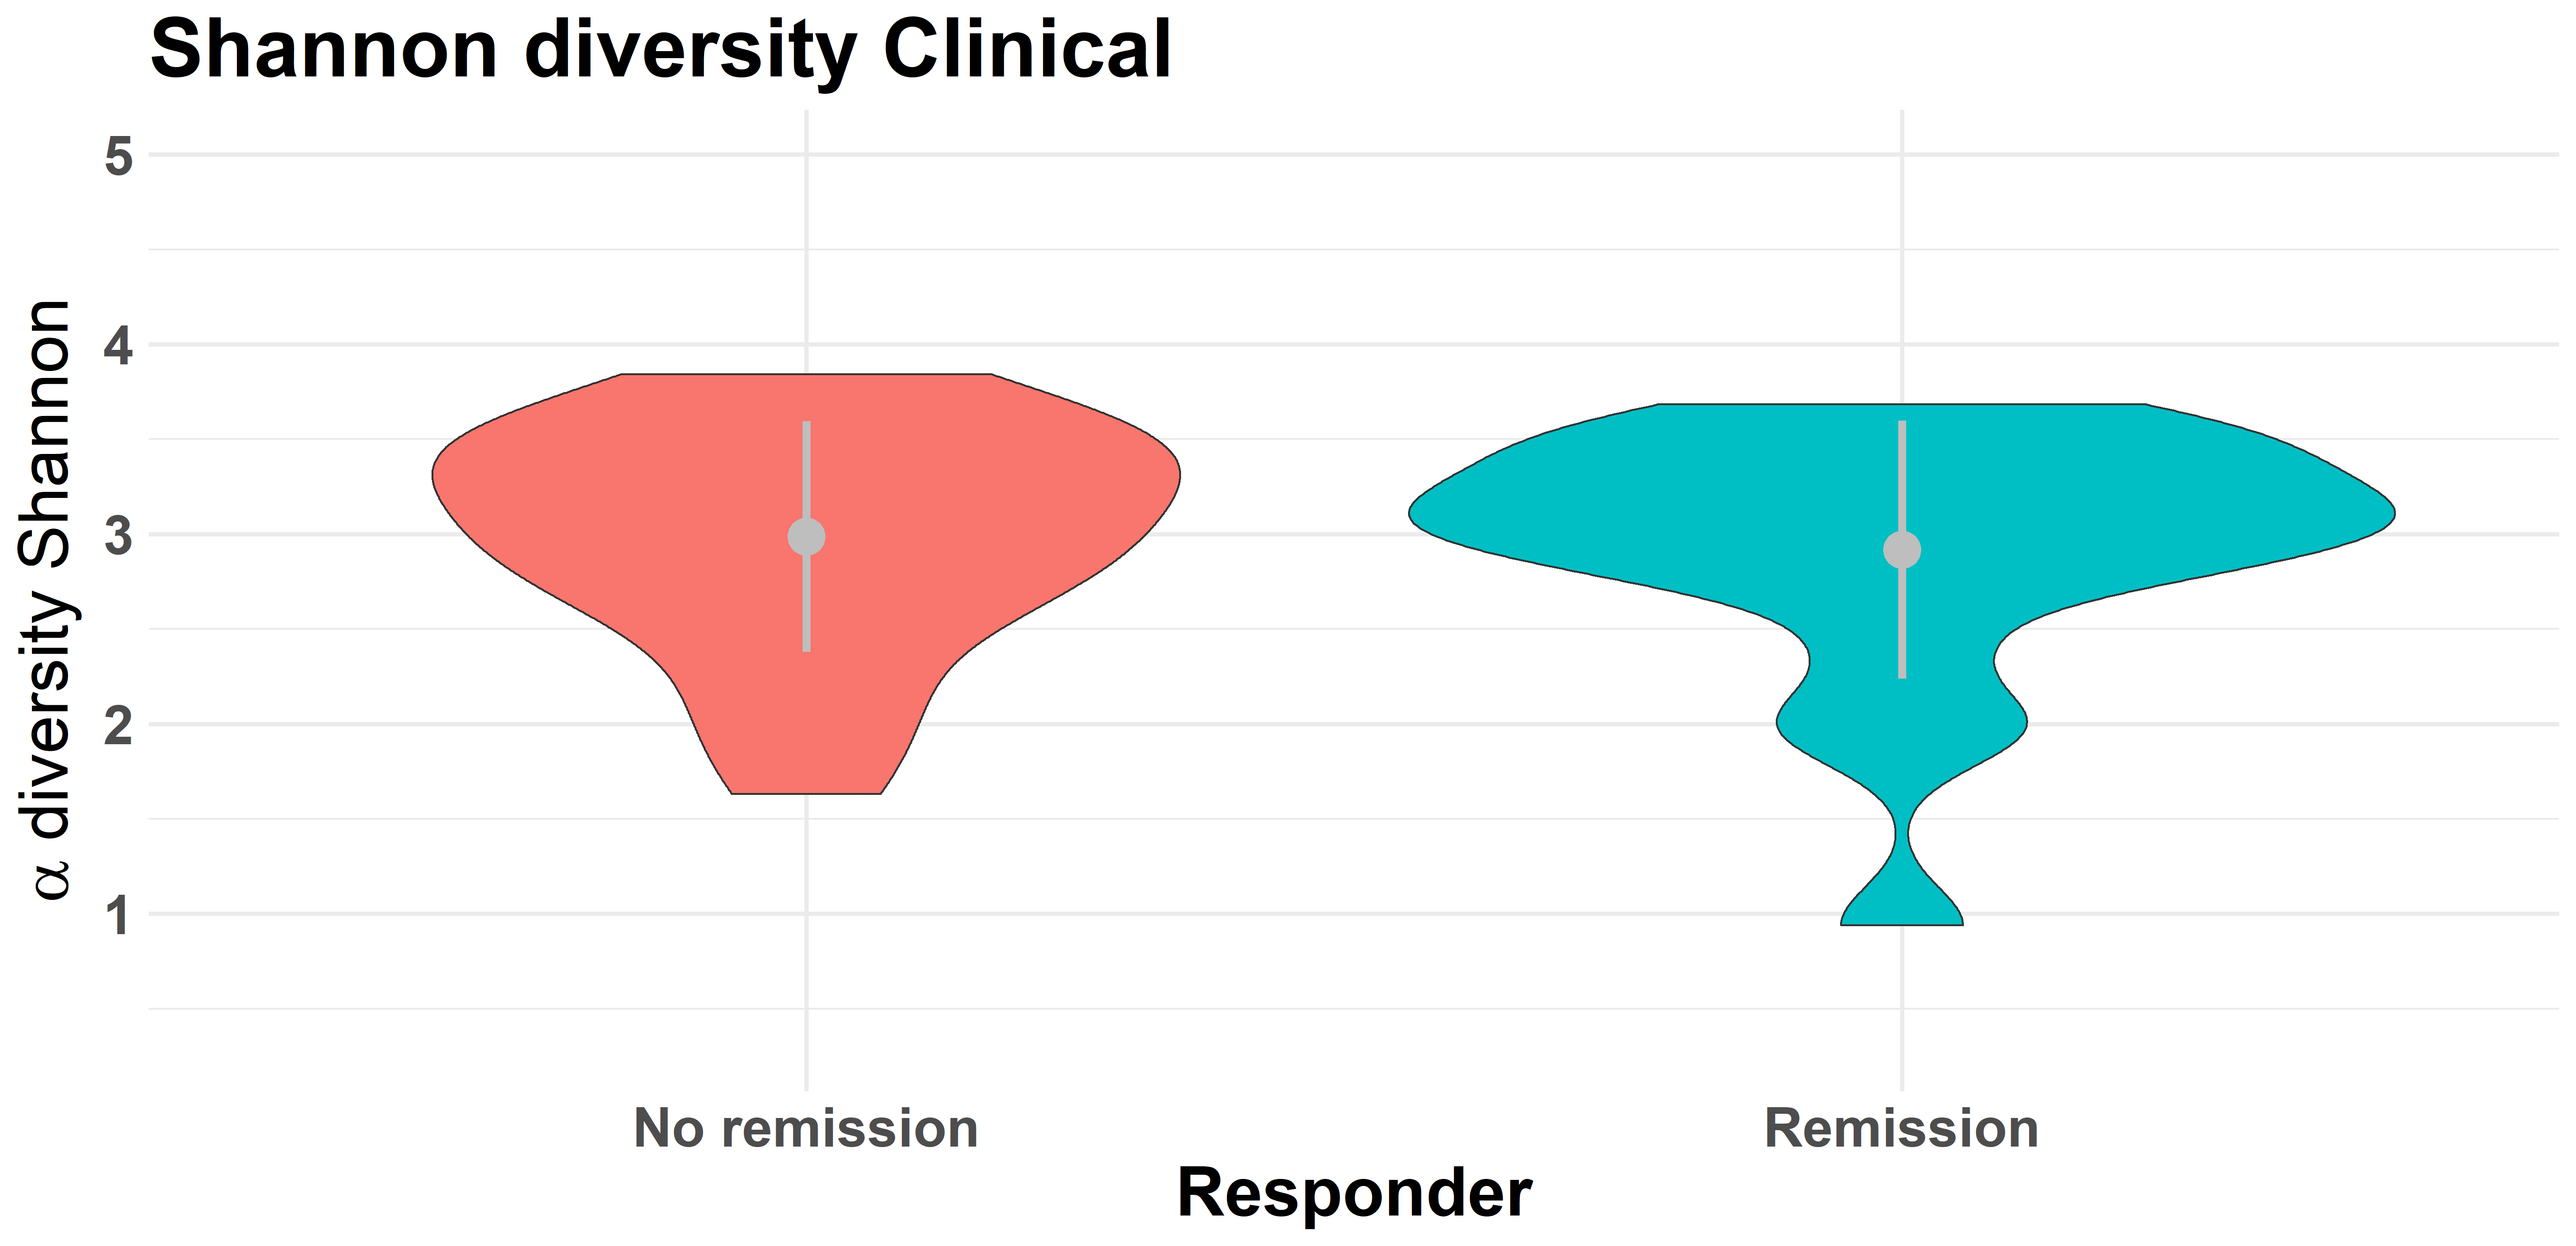 Shannon diversity Clinical
α diversity Shannon
5
4
3
2
1
No remission
Remission
Responder